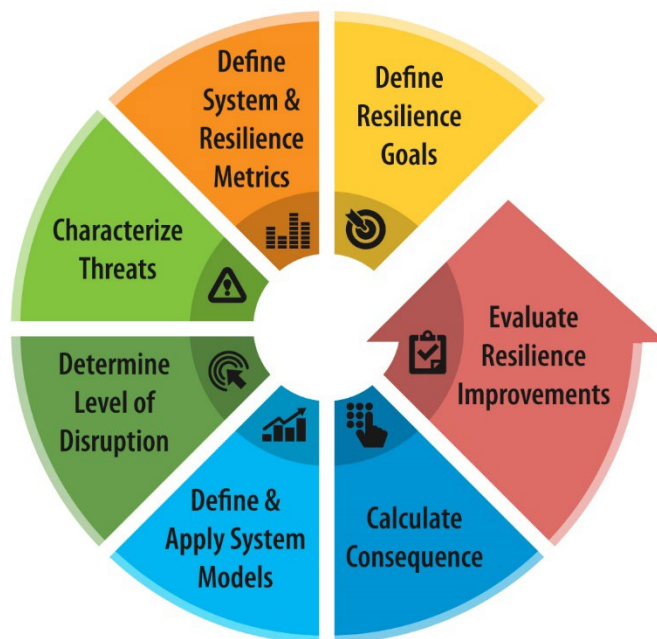 Define
Resilience
Goals
Define
System &
Resilience
Metrics
Characterize
Threats
Determine
Level of
Disruption
Define &
Apply System
Models
Calculate
Consequence
Evaluate
Resilience
Improvements